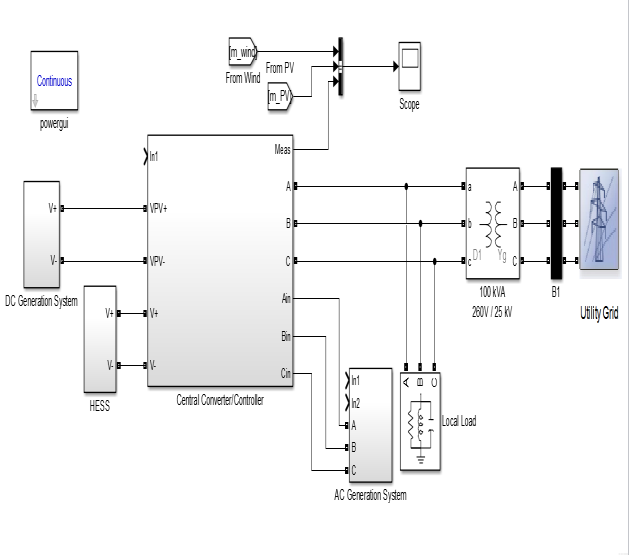 [m_wind]
From Wind
From PV
[m_PV]
Scope
Continuous
powergui
In1
Meas
A
B
C
Ain
Bin
Cin
VPV+
VPV-
V+
V-
Central Converter/Controller
V+
V-
DC Generation System
V+
V-
HESS
a
b
c
A
B
C
D1
Yg
100 kVA
260V / 25 kV
B1
Utility Grid
In1
In2
A
B
C
AC Generation System
A
B
C
Local Load